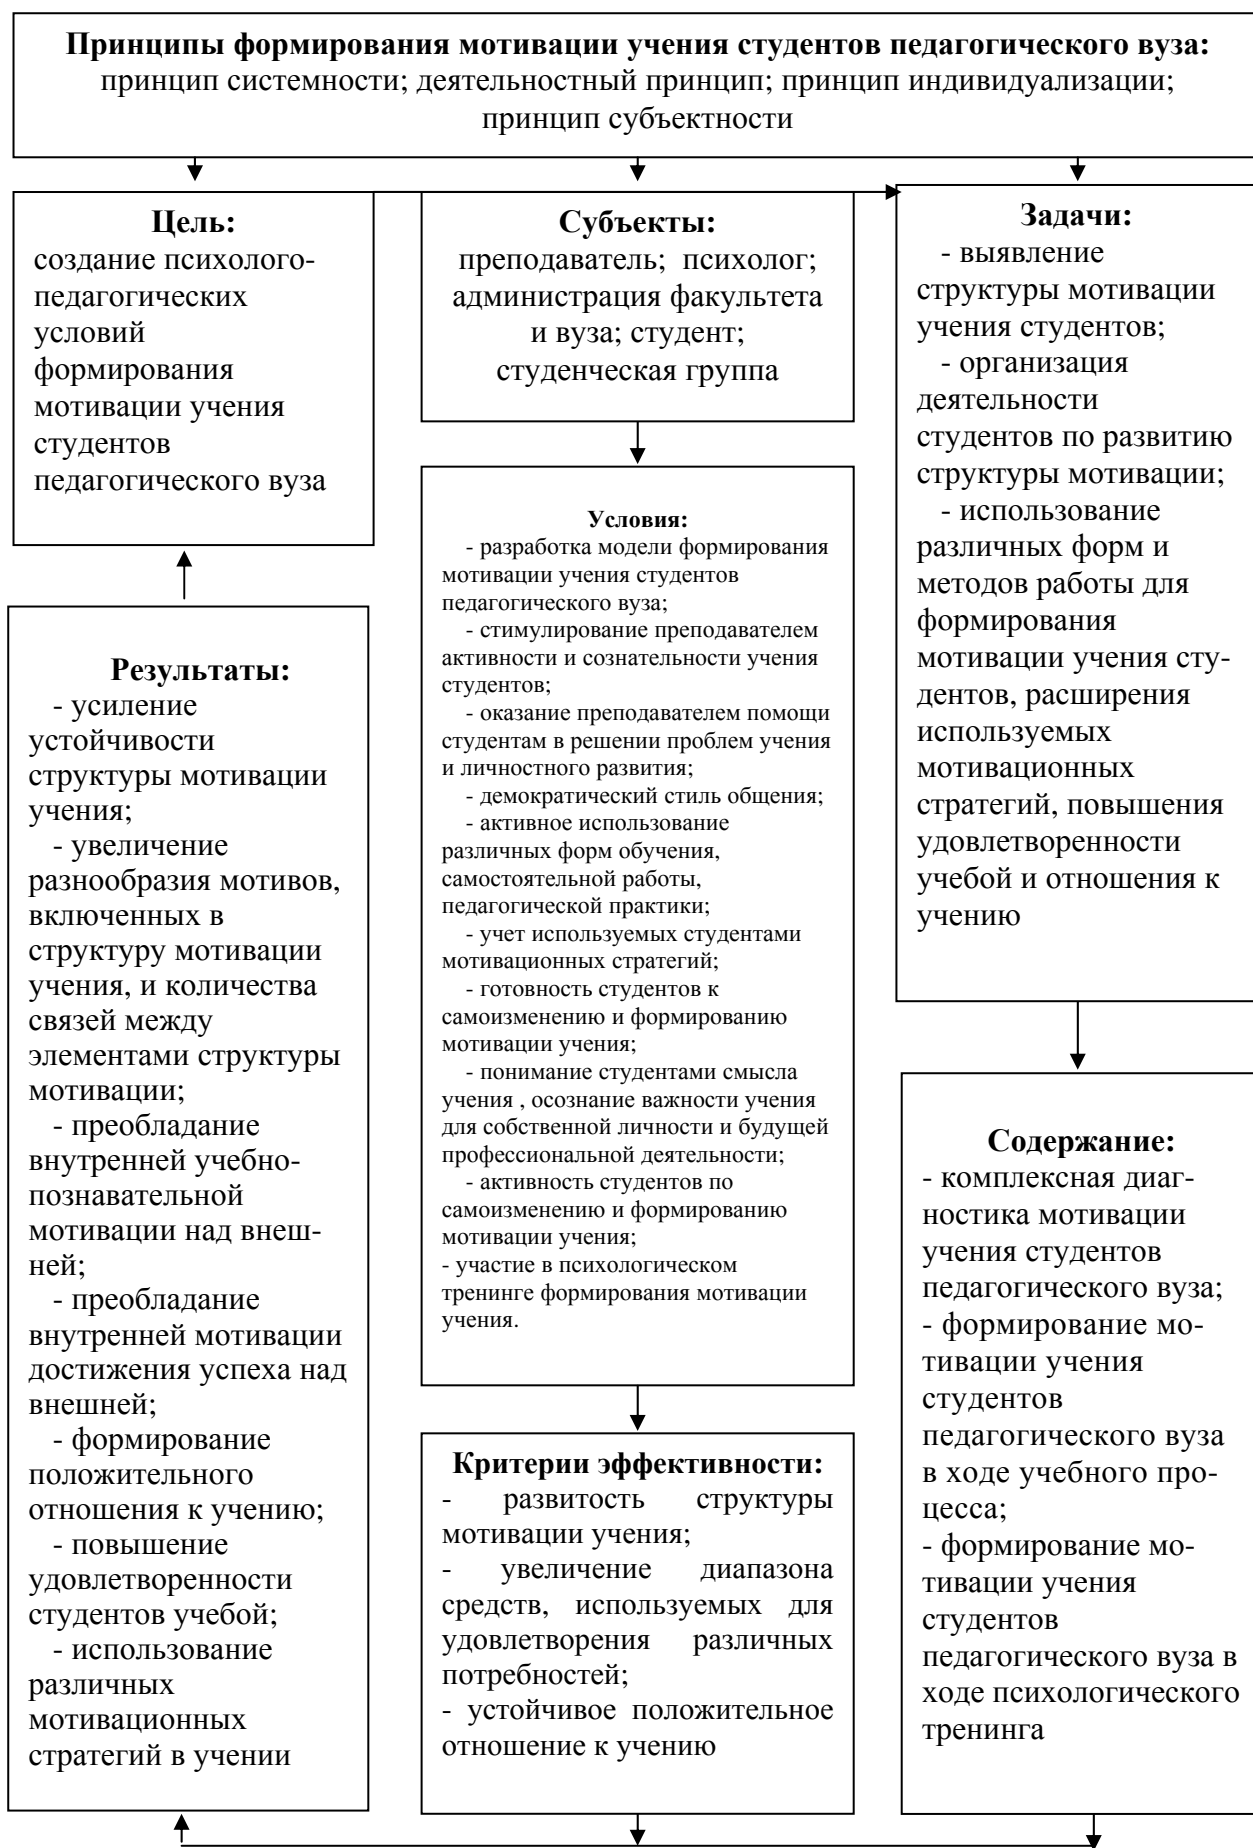 Принципы формирования мотивации учения студентов педагогического вуза:
принцип системности; деятельностный принцип; принцип индивидуализации;
принцип субъектности
Цель:
создание психолого-
педагогических
условий
формирования
мотивации учения
студентов
педагогического вуза
Субъекты:
преподаватель; психолог;
администрация факультета
и вуза; студент;
студенческая группа
Задачи:
- выявление
структуры мотивации
учения студентов;
- организация
деятельности
студентов по развитию
структуры мотивации;
- использование
различных форм и
методов работы для
формирования
мотивации учения сту-
дентов, расширения
используемых
мотивационных
стратегий, повышения
удовлетворенности
учебой и отношения к
учению
Условия:
- разработка модели формирования
мотивации учения студентов
педагогического вуза;
- стимулирование преподавателем
активности и сознательности учения
студентов;
- оказание преподавателем помощи
студентам в решении проблем учения
и личностного развития;
- демократический стиль общения;
- активное использование
различных форм обучения,
самостоятельной работы,
педагогической практики;
- учет используемых студентами
мотивационных стратегий;
- готовность студентов к
самоизменению и формированию
мотивации учения;
- понимание студентами смысла
учения , осознание важности учения
для собственной личности и будущей
профессиональной деятельности;
- активность студентов по
самоизменению и формированию
мотивации учения;
- участие в психологическом
тренинге формирования мотивации
учения.
Результаты:
- усиление
устойчивости
структуры мотивации
учения;
- увеличение
разнообразия мотивов,
включенных в
структуру мотивации
учения, и количества
связей между
элементами структуры
мотивации;
- преобладание
внутренней учебно-
познавательной
мотивации над внеш-
ней;
- преобладание
внутренней мотивации
достижения успеха над
внешней;
- формирование
положительного
отношения к учению;
- повышение
удовлетворенности
студентов учебой;
- использование
различных
мотивационных
стратегий в учении
Критерии эффективности:
- развитость структуры
мотивации учения;
- увеличение диапазона
средств, используемых для
удовлетворения различных
потребностей;
- устойчивое положительное
отношение к учению
Содержание:
- комплексная диаг-
ностика мотивации
учения студентов
педагогического вуза;
- формирование мо-
тивации учения
студентов
педагогического вуза
в ходе учебного про-
цесса;
- формирование мо-
тивации учения
студентов
педагогического вуза в
ходе психологического
тренинга